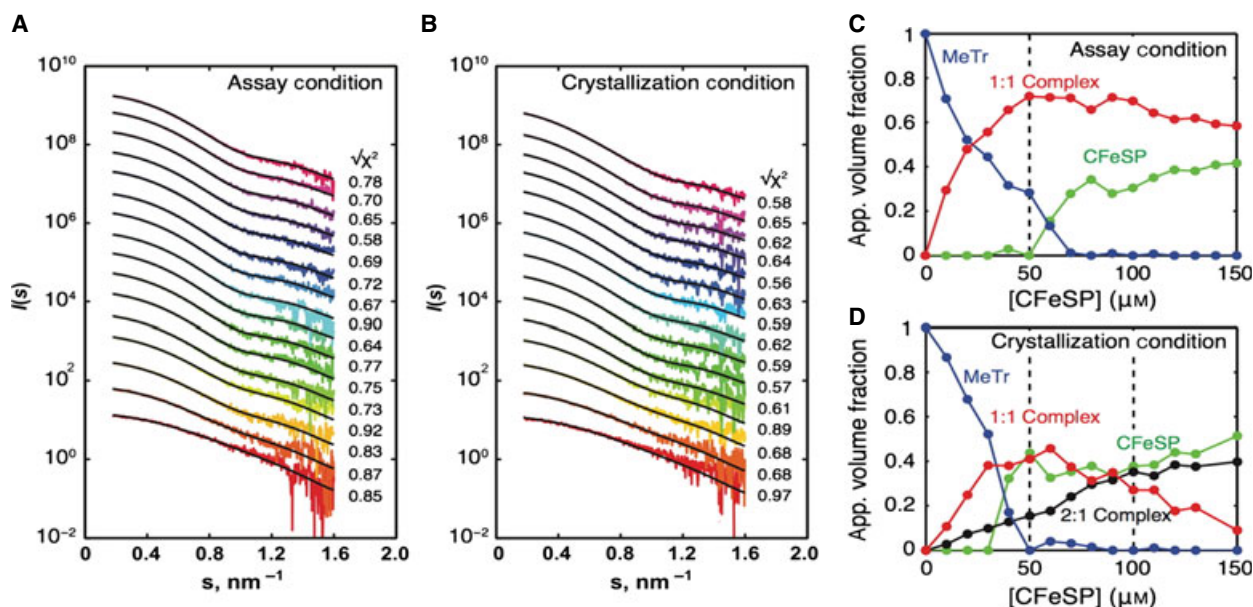 A
10¹⁰
10⁸
10⁶
10⁴
10²
10⁰
10⁻²
I(s)
Assay condition
√χ²
0.78
0.70
0.65
0.58
0.69
0.72
0.67
0.90
0.64
0.77
0.75
0.73
0.92
0.83
0.87
0.85
0 0.4 0.8 1.2 1.6 2.0
s, nm⁻¹
B
10¹⁰
10⁸
10⁶
10⁴
10²
10⁰
10⁻²
I(s)
Crystallization condition
√χ²
0.58
0.65
0.62
0.64
0.56
0.63
0.59
0.62
0.59
0.57
0.61
0.89
0.68
0.68
0.97
0 0.4 0.8 1.2 1.6 2.0
s, nm⁻¹
C
App. volume fraction
1
0.8
0.6
0.4
0.2
0
MeTr
Assay condition
1:1 Complex
CFeSP
0 50 100 150
[CFeSP] (μM)
D
App. volume fraction
1
0.8
0.6
0.4
0.2
0
Crystallization condition
MeTr
1:1 Complex
CFeSP
2:1 Complex
0 50 100 150
[CFeSP] (μM)